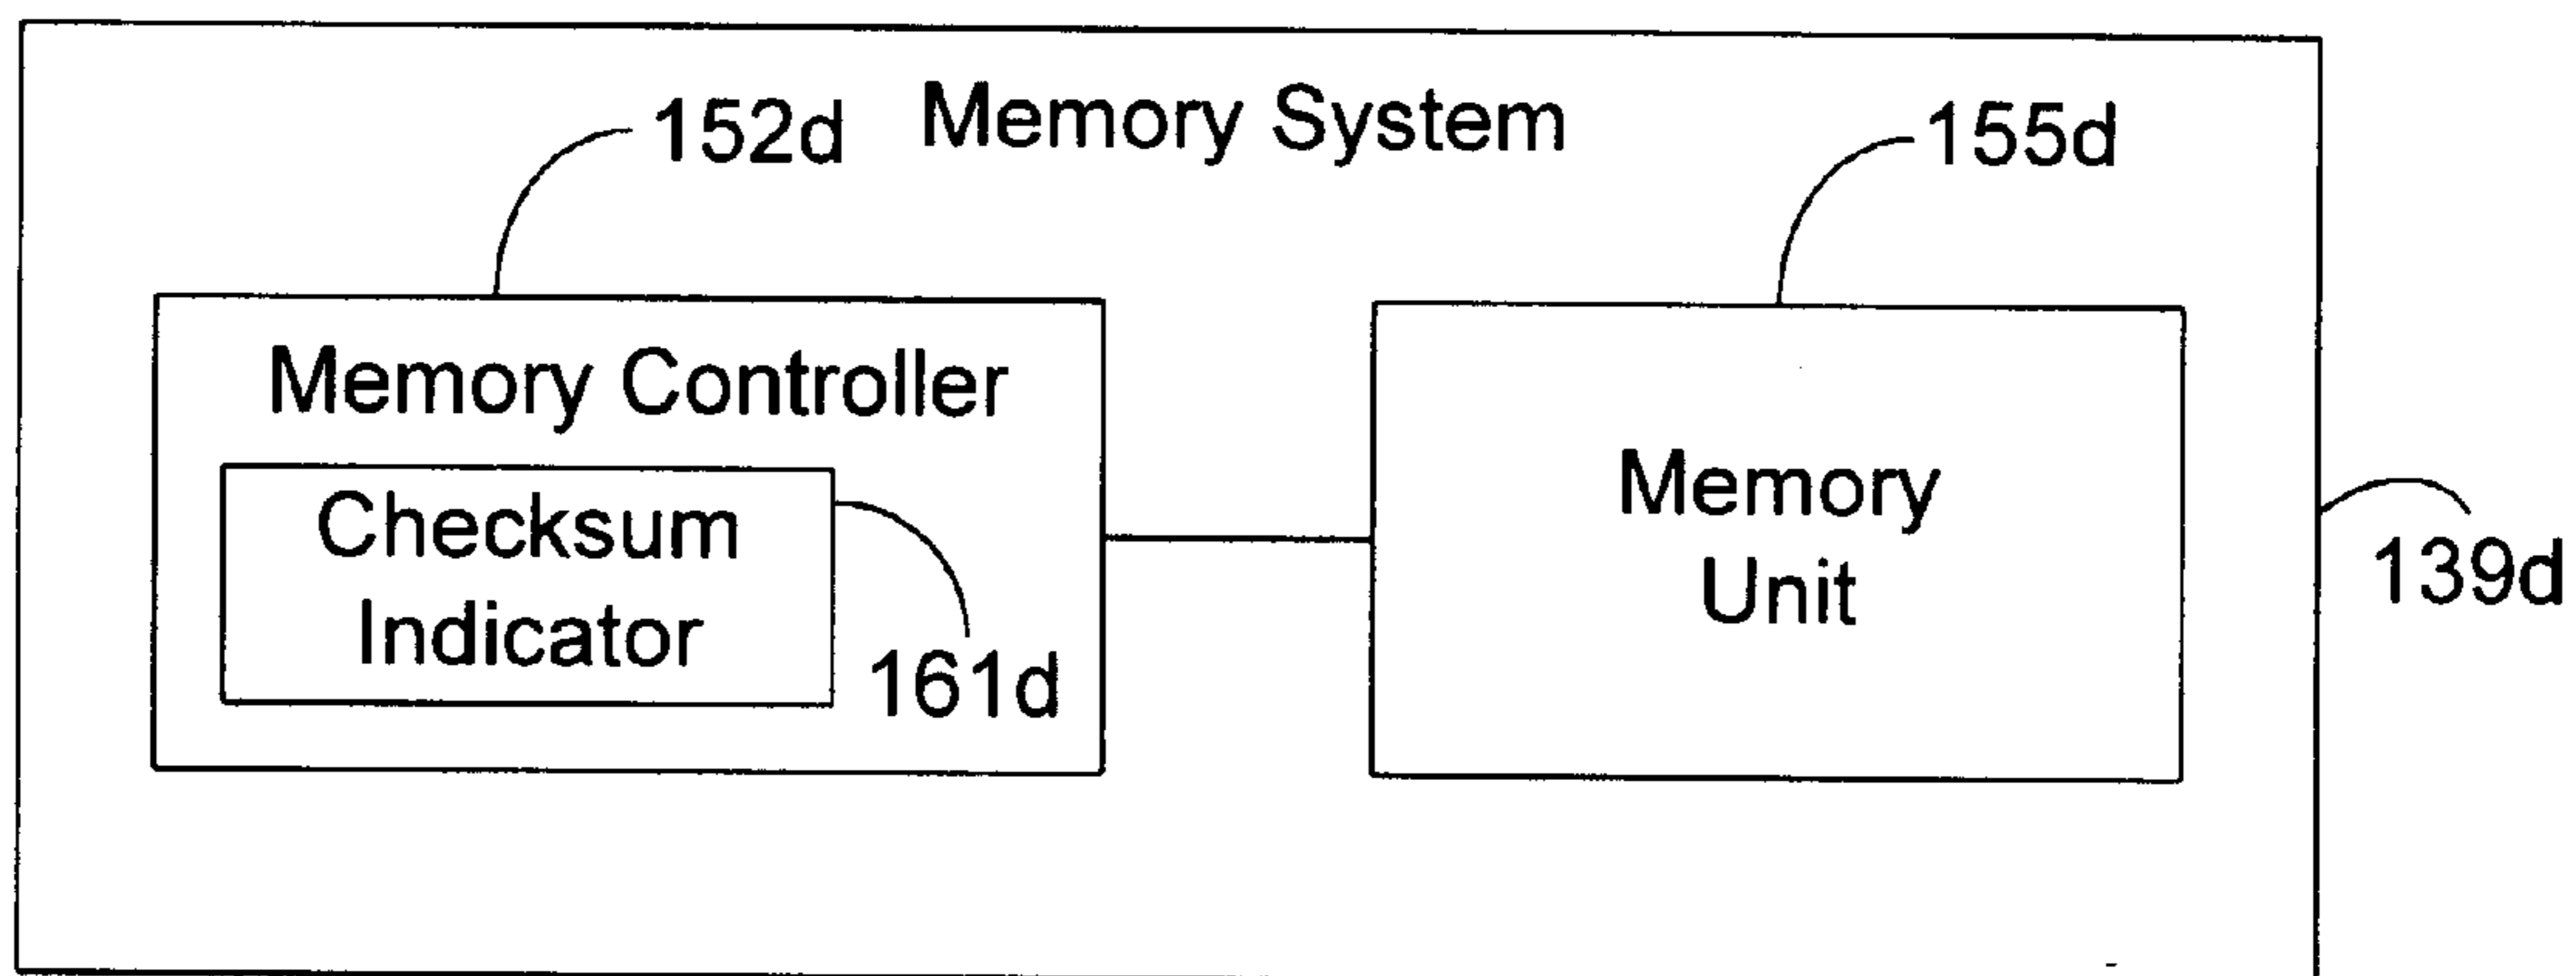 152d
Memory System
155d
Memory Controller
Checksum
Indicator
161d
Memory
Unit
139d